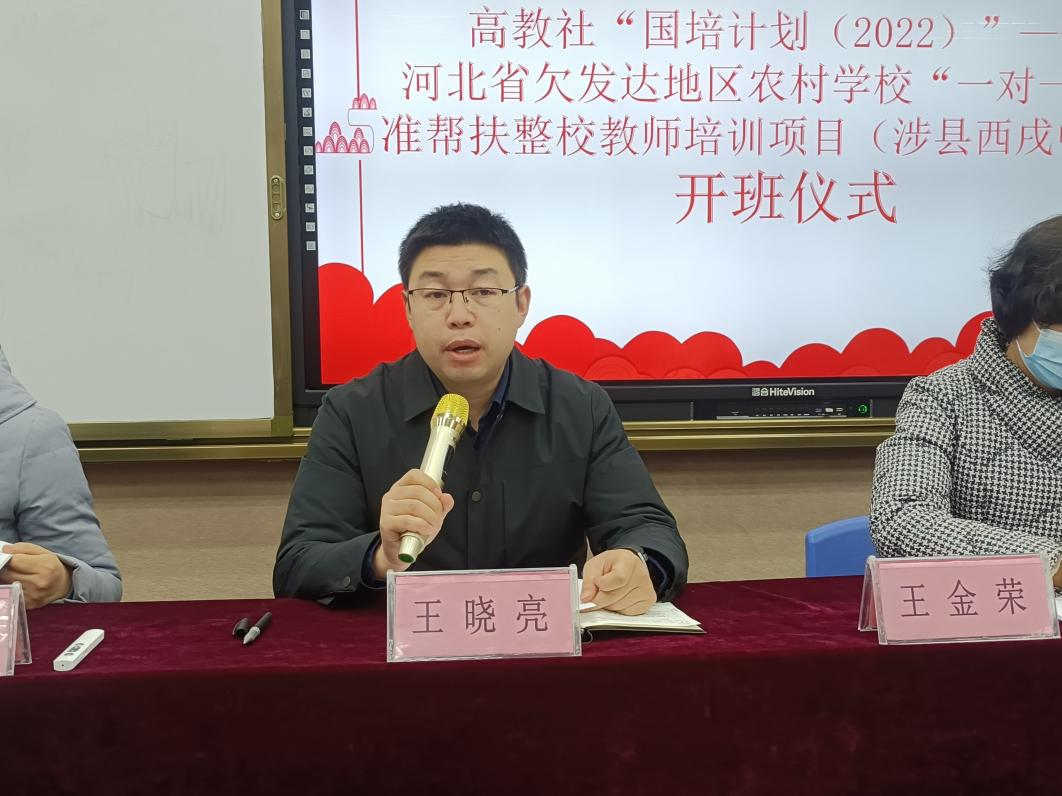 高教社“国培计划（2022）”—
河北省欠发达地区农村学校“一对一
准帮扶整校教师培训项目（涉县西戌
开班仪式
HiteVision
王晓亮
王金荣